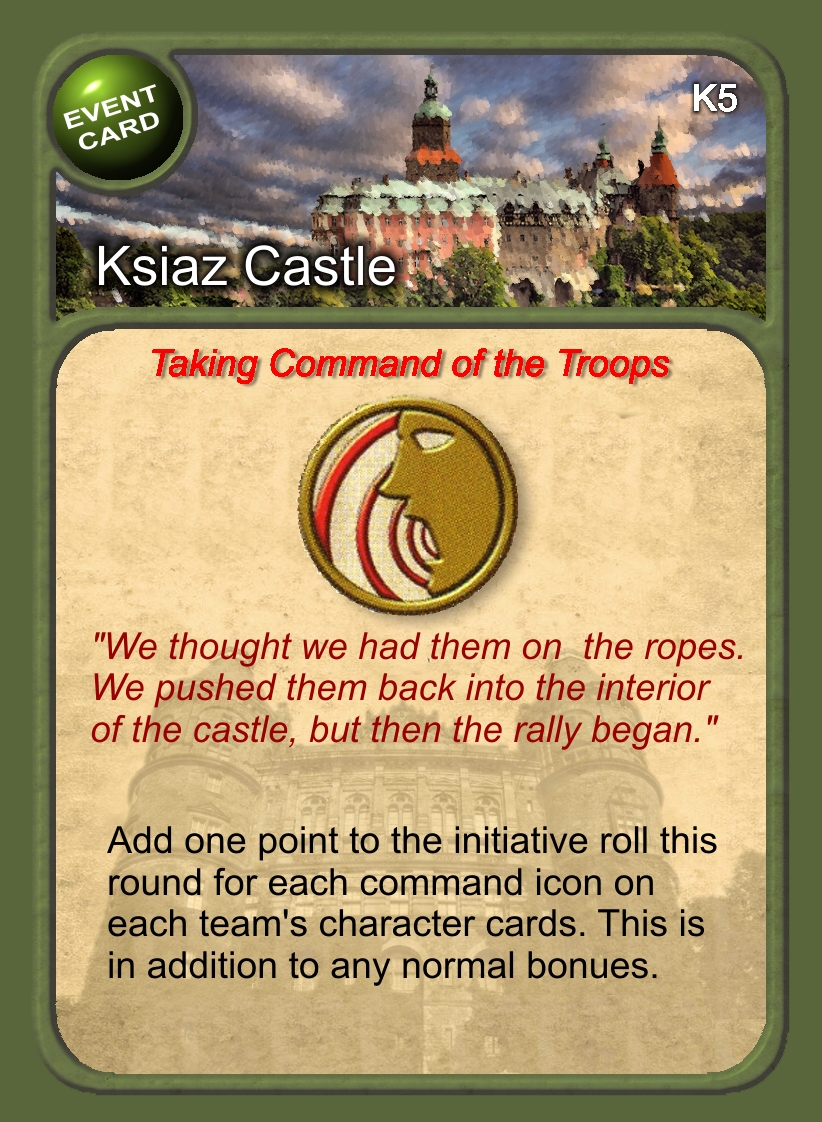 EVENT
CARD
K5
Ksiaz Castle
Taking Command of the Troops
"We thought we had them on  the ropes.
We pushed them back into the interior
of the castle, but then the rally began."
Add one point to the initiative roll this
round for each command icon on
each team's character cards. This is
in addition to any normal bonues.